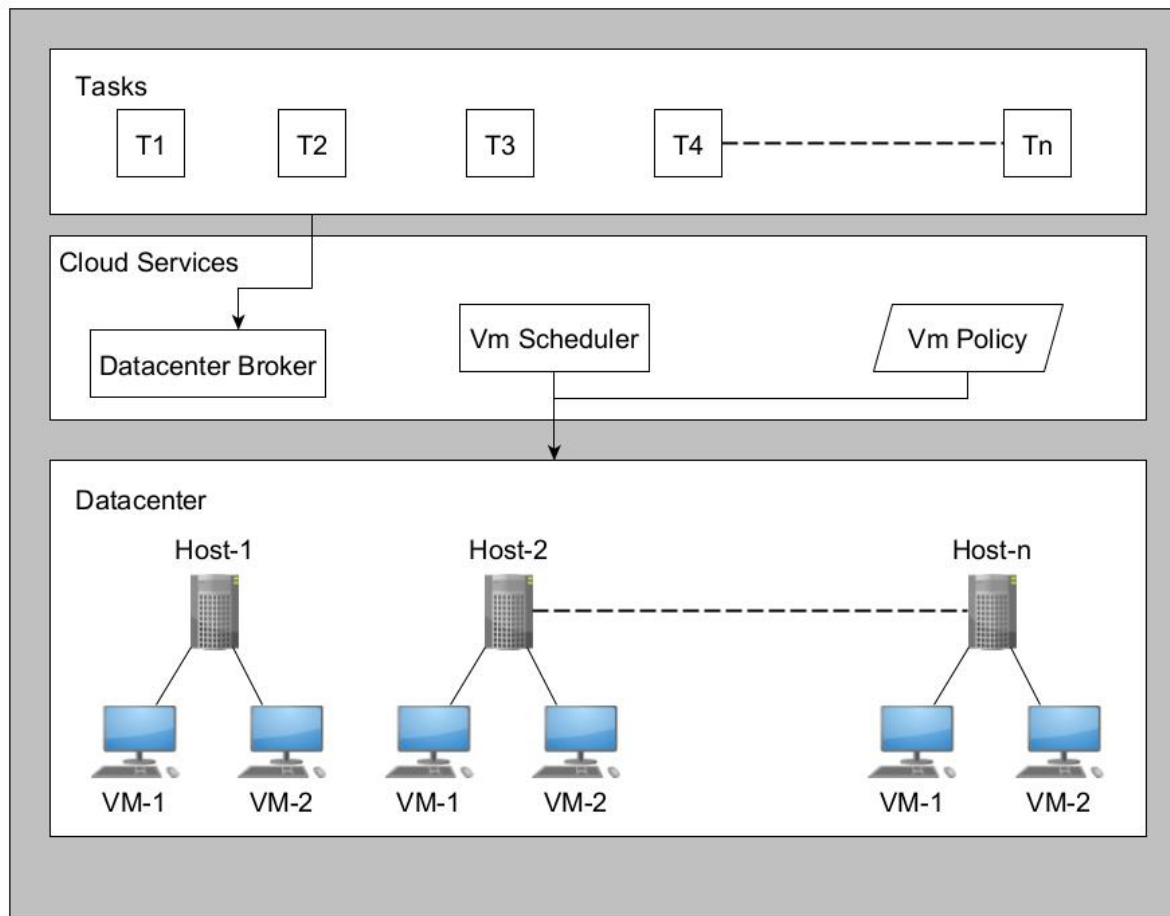 Tasks
T1 T2 T3 T4 Tn
Cloud Services
Datacenter Broker Vm Scheduler Vm Policy
Datacenter
Host-1 Host-2 Host-n
VM-1 VM-2 VM-1 VM-2 VM-1 VM-2